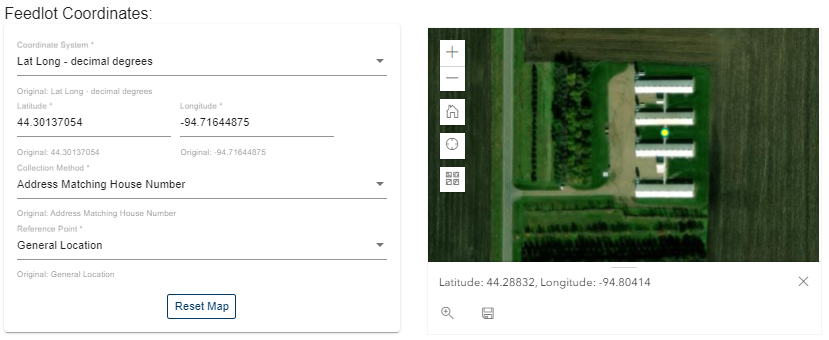 Feedlot Coordinates:
Coordinate System *
Lat Long - decimal degrees
Original: Lat Long - decimal degrees
Latitude * Longitude *
44.30137054 -94.71644875
Original: 44.30137054 Original: -94.71644875
Collection Method *
Address Matching House Number
Original: Address Matching House Number
Reference Point *
General Location
Original: General Location
Reset Map
Latitude: 44.28832, Longitude: -94.80414